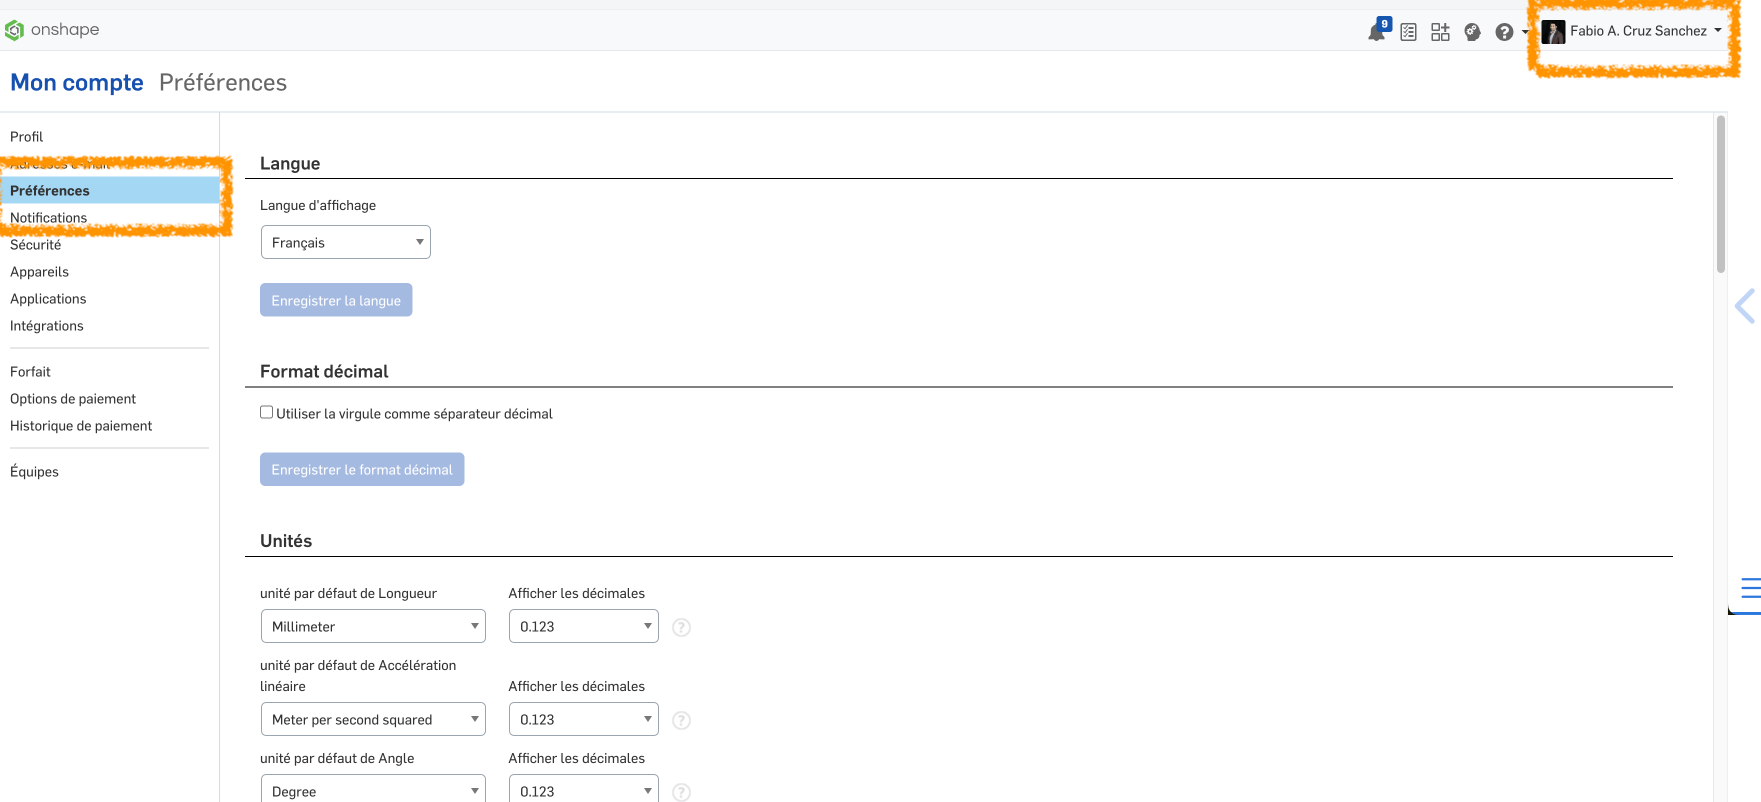 onshape
9
Fabio A. Cruz Sanchez
Mon compte Préférences
Profil
Adresses e-mail
Préférences
Notifications
Sécurité
Appareils
Applications
Intégrations
Forfait
Options de paiement
Historique de paiement
Équipes
Langue
Langue d'affichage
Français
Enregistrer la langue
Format décimal
Utiliser la virgule comme séparateur décimal
Enregistrer le format décimal
Unités
unité par défaut de Longueur Afficher les décimales
Millimeter 0.123
unité par défaut de Accélération
linéaire Afficher les décimales
Meter per second squared 0.123
unité par défaut de Angle Afficher les décimales
Degree 0.123